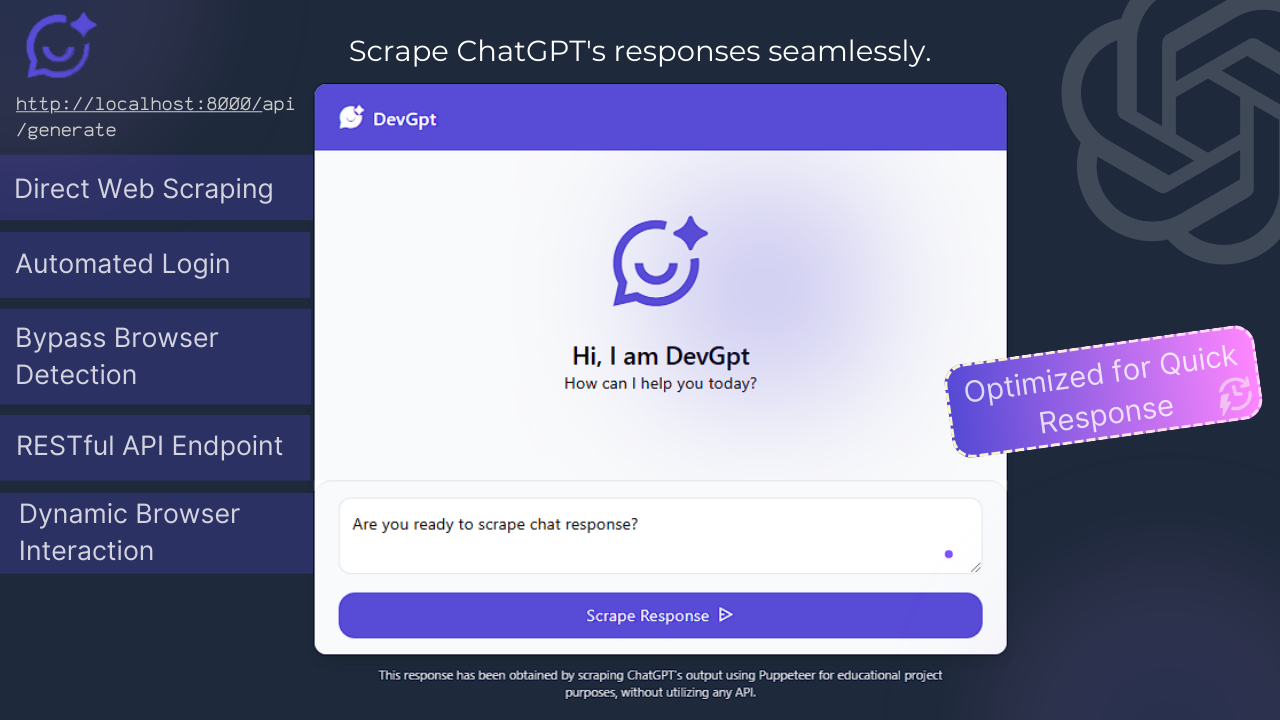 Scrape ChatGPT's responses seamlessly.
http://localhost:8000/api
/generate
Direct Web Scraping
Automated Login
Bypass Browser
Detection
RESTful API Endpoint
Dynamic Browser
Interaction
DevGpt
Hi, I am DevGpt
How can I help you today?
Are you ready to scrape chat response?
Scrape Response
This response has been obtained by scraping ChatGPT's output using Puppeteer for educational project
purposes, without utilizing any API.
Optimized for Quick
Response